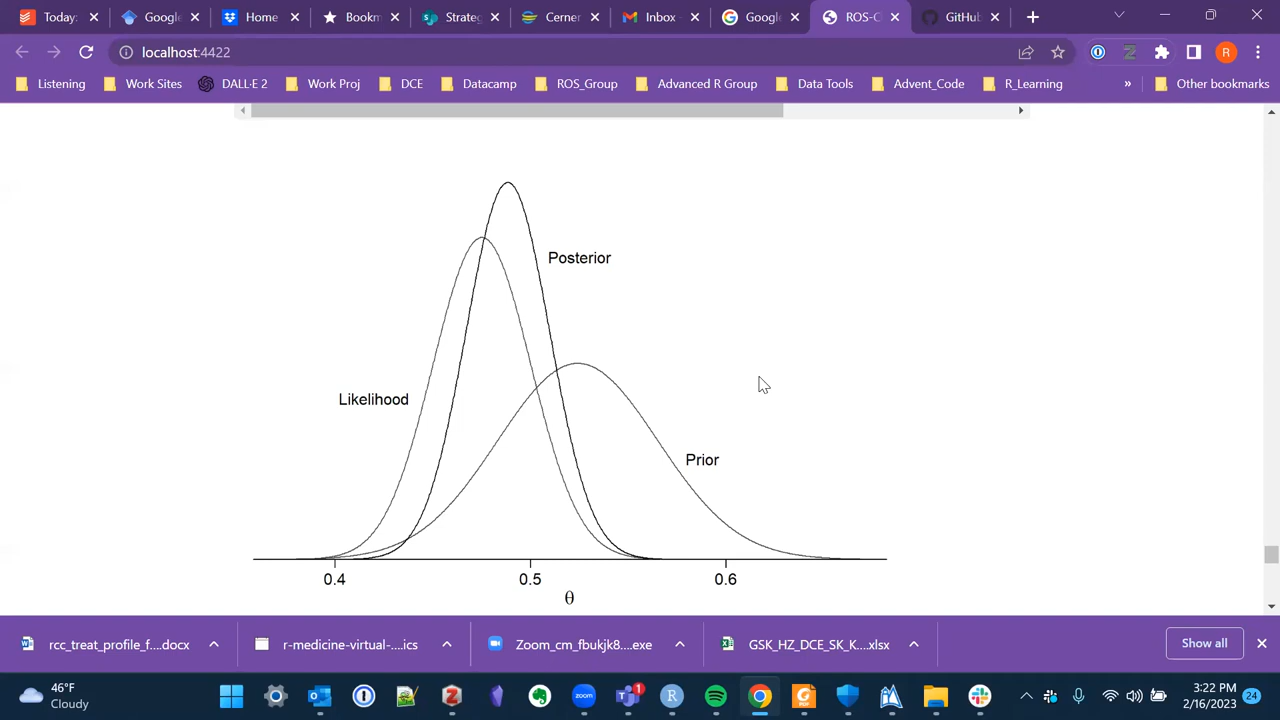 Today:
Google
Home
Bookm
Strateg
Cerner
Inbox -
Google
ROS-C
GitHub
localhost:4422
R
Listening
Work Sites
DALL·E 2
Work Proj
DCE
Datacamp
ROS_Group
Advanced R Group
Data Tools
Advent_Code
R_Learning
»
Other bookmarks
Posterior
Likelihood
Prior
0.4
0.5
0.6
θ
rcc_treat_profile_f....docx
r-medicine-virtual-....ics
Zoom_cm_fbukjk8....exe
GSK_HZ_DCE_SK_K....xlsx
Show all
46°F
Cloudy
zoom
1
R
3:22 PM
2/16/2023
24